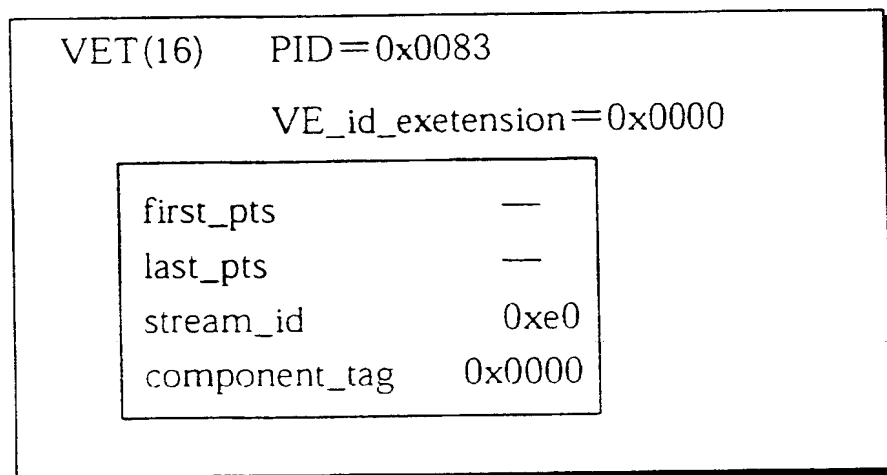 VET(16) PID=0x0083
VE_id_exetension=0x0000
first_pts —
last_pts —
stream_id 0xe0
component_tag 0x0000